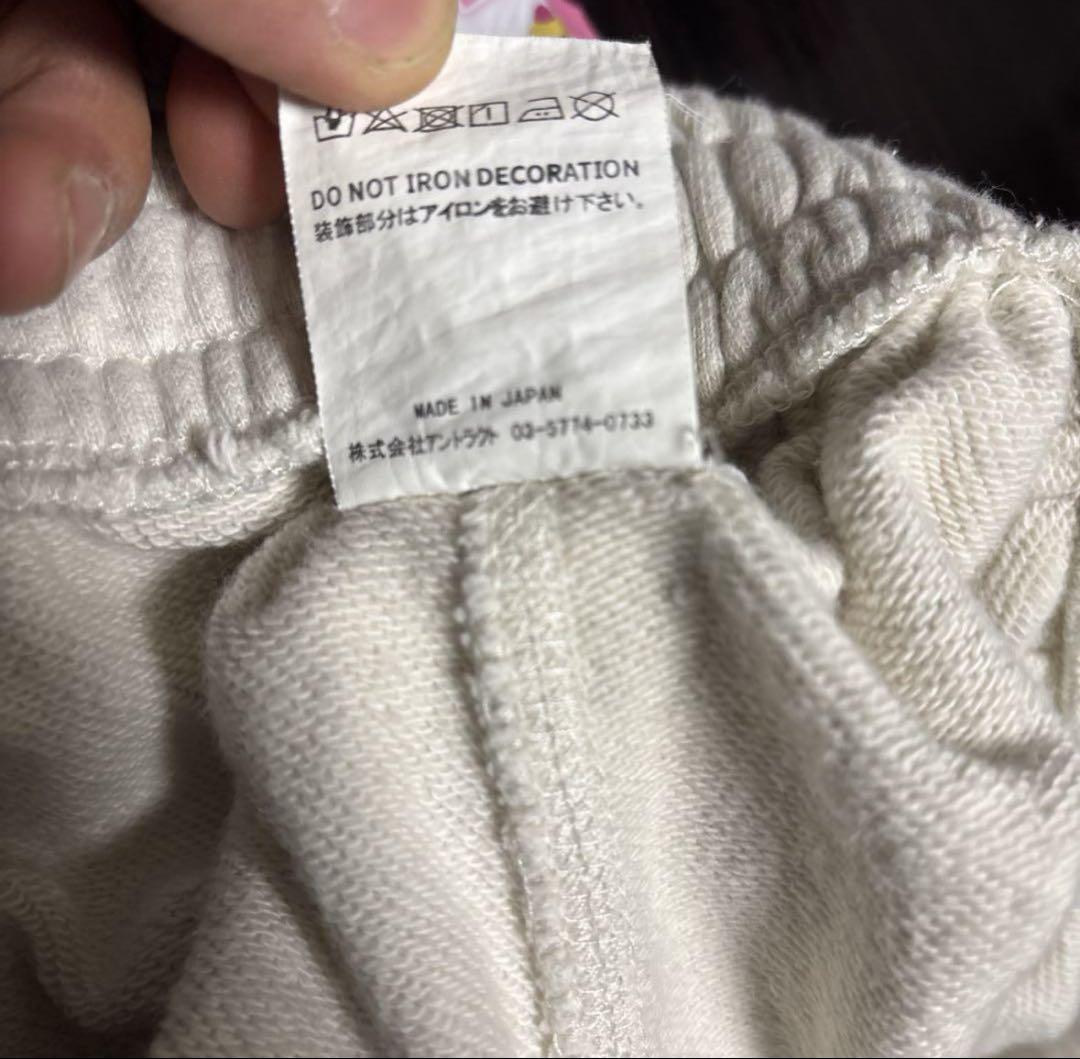 DO NOT IRON DECORATION
装飾部分はアイロンをお避け下さい。
MADE IN JAPAN
株式会社アントラクト 03-5774-0733